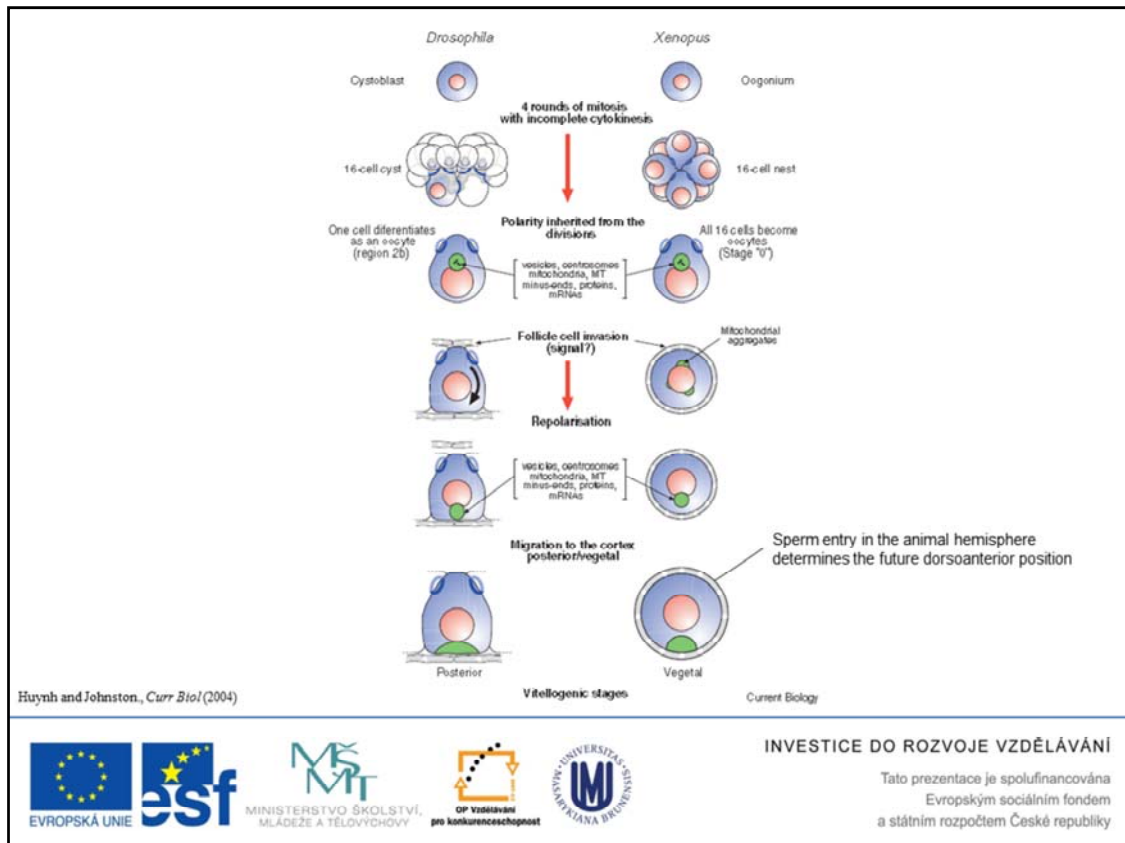 Drosophila
Xenopus
Cystoblast
Oogonium
4 rounds of mitosis
with incomplete cytokinesis
16-cell cyst
16-cell nest
Polarity inherited from the
divisions
One cell diferentiates
as an oocyte
(region 2b)
All 16 cells become
oocytes
(Stage "0")
vesicles, centrosomes
mitochondria, MT
minus-ends, proteins,
mRNAs
Follicle cell invasion
(signal?)
Mitochondrial
aggregates
Repolarisation
vesicles, centrosomes
mitochondria, MT
minus-ends, proteins,
mRNAs
Migration to the cortex
posterior/vegetal
Sperm entry in the animal hemisphere
determines the future dorsoanterior position
Posterior
Vegetal
Vitellogenic stages
Huynh and Johnston., Curr Biol (2004)
Current Biology
EVROPSKÁ UNIE
esf
MŠMT
MINISTERSTVO ŠKOLSTVÍ,
MLÁDEŽE A TĚLOVÝCHOVY
OP Vzdělávání
pro konkurenceschopnost
UNIVERSITAS
MASARYKIANA BRUNENSIS
INVESTICE DO ROZVOJE VZDĚLÁVÁNÍ
Tato prezentace je spolufinancována
Evropským sociálním fondem
a státním rozpočtem České republiky